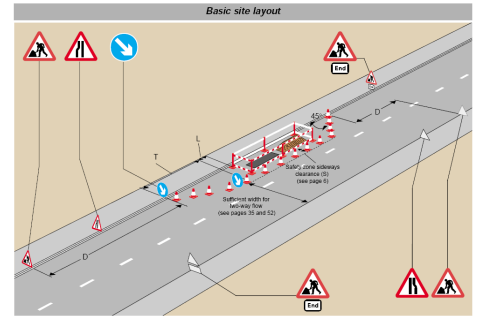 Basic site layout
End
45°
D
L
T
Safety zone sideways
clearance (S)
(see page 6)
Sufficient width for
two-way flow
(see pages 35 and 52)
D
End